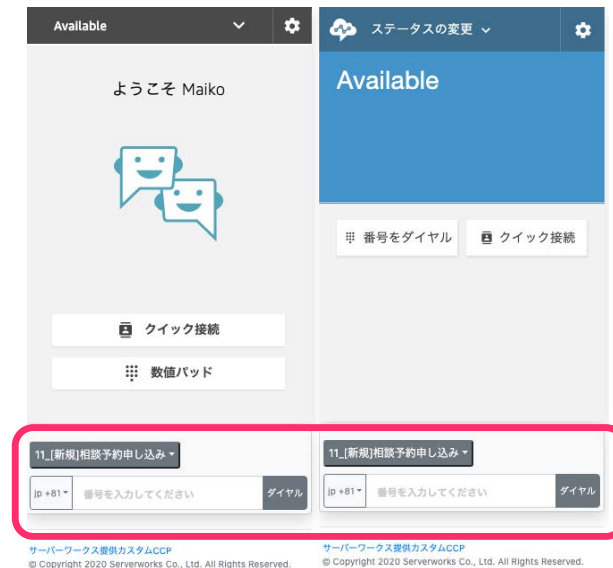 Available
ようこそ Maiko
クイック接続
数値パッド
11_[新規]相談予約申し込み
jp +81
番号を入力してください
ダイヤル
サーバーワークス提供カスタムCCP
© Copyright 2020 Serverworks Co., Ltd. All Rights Reserved.
ステータスの変更
Available
番号をダイヤル
クイック接続
11_[新規]相談予約申し込み
jp +81
番号を入力してください
ダイヤル
サーバーワークス提供カスタムCCP
© Copyright 2020 Serverworks Co., Ltd. All Rights Reserved.